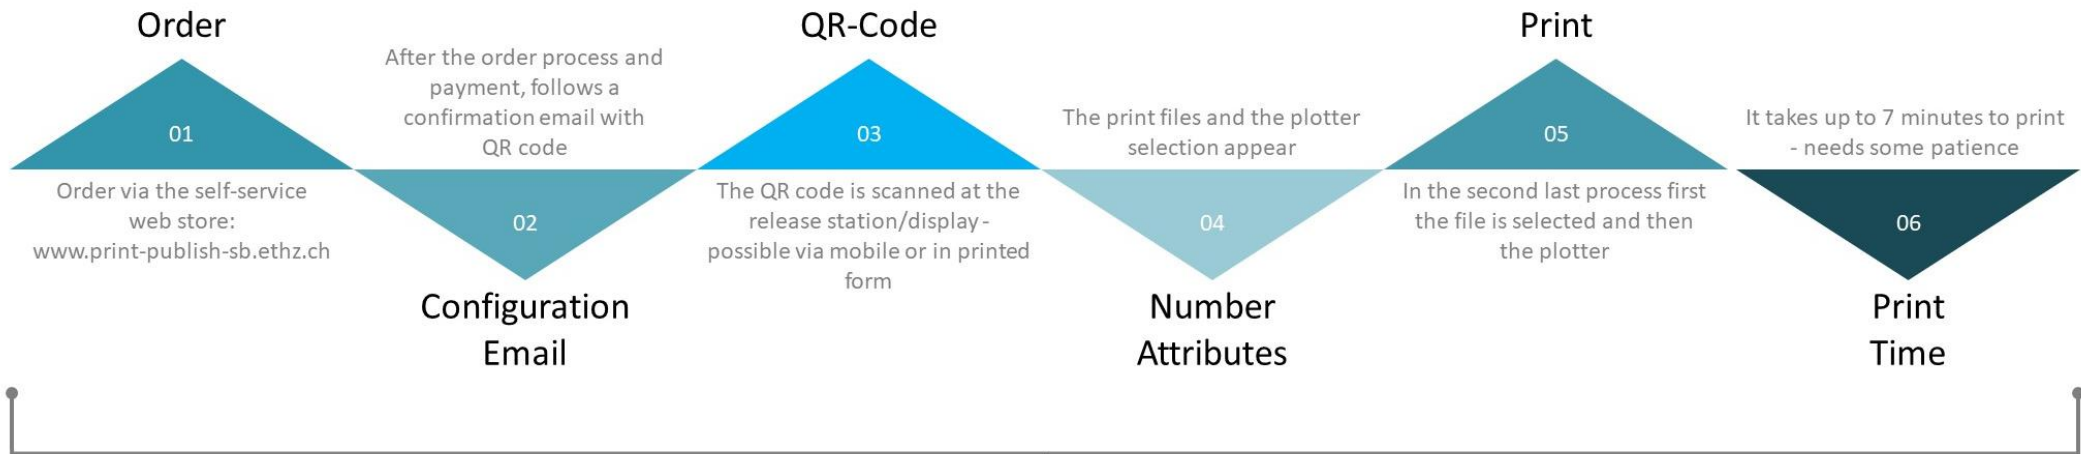 Order
01
Order via the self-service
web store:
www.print-publish-sb.ethz.ch
After the order process and
payment, follows a
confirmation email with
QR code
02
Configuration
Email
QR-Code
03
The QR code is scanned at the
release station/display -
possible via mobile or in printed
form
The print files and the plotter
selection appear
04
Number
Attributes
Print
05
In the second last process first
the file is selected and then
the plotter
It takes up to 7 minutes to print
- needs some patience
06
Print
Time